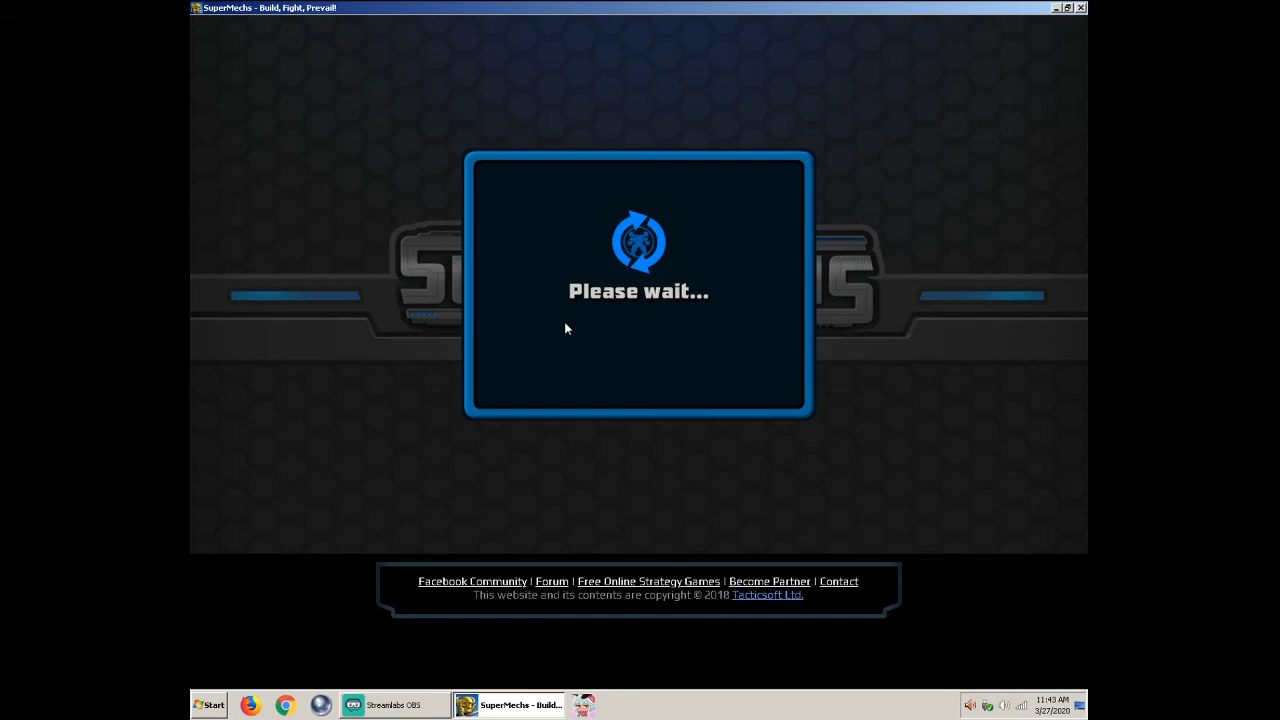 SuperMechs - Build, Fight, Prevail!
Please wait...
Facebook Community | Forum | Free Online Strategy Games | Become Partner | Contact
This website and its contents are copyright © 2018 Tacticsoft Ltd.
Start
Streamlabs OBS
SuperMechs - Build...
11:43 AM
3/27/2020